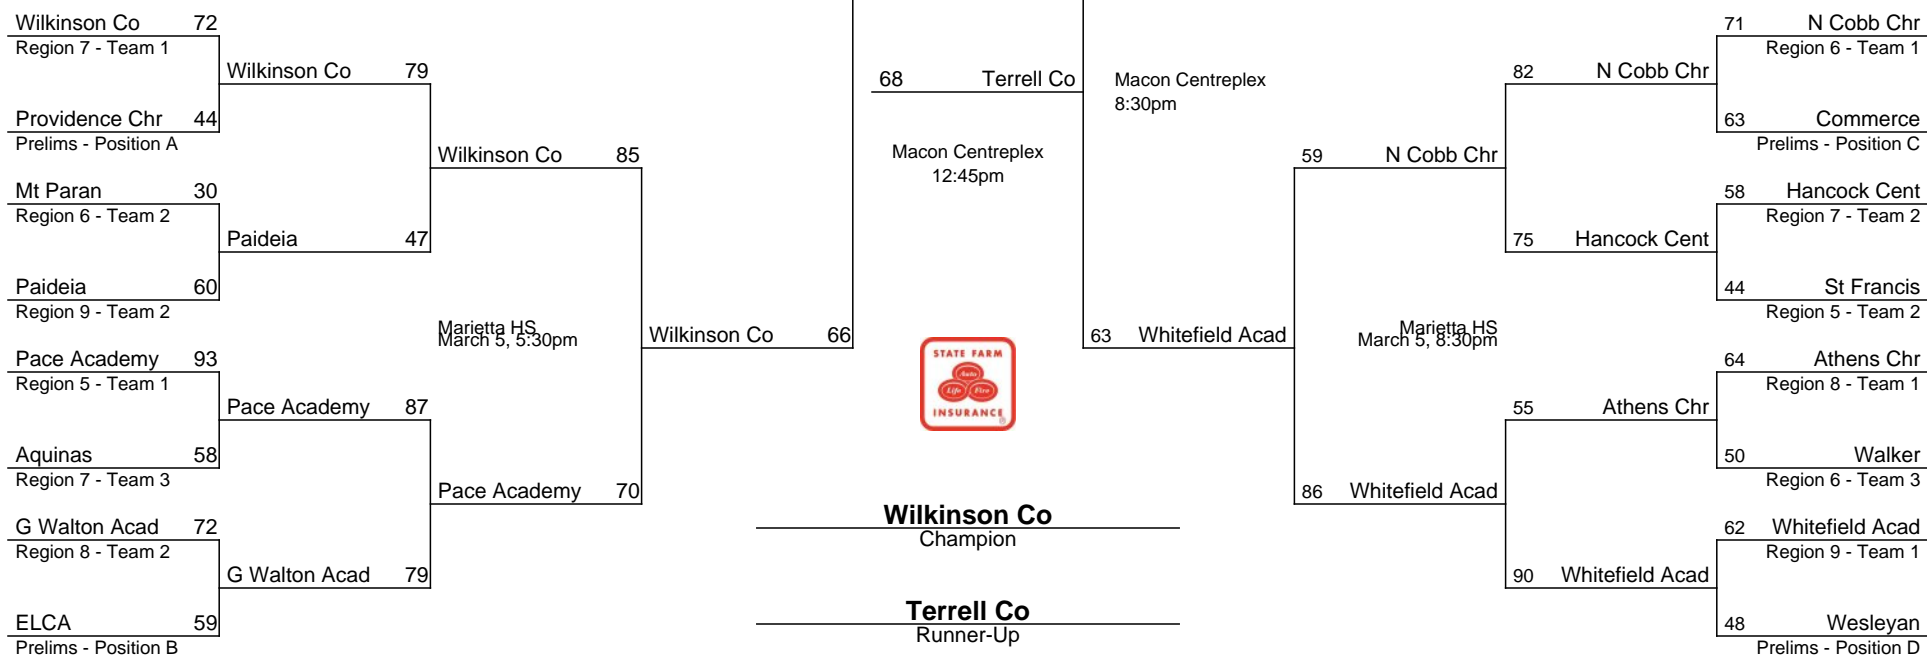 Wilkinson Co 72
Region 7 - Team 1
Providence Chr 44
Prelims - Position A
Mt Paran 30
Region 6 - Team 2
Paideia 60
Region 9 - Team 2
Pace Academy 93
Region 5 - Team 1
Aquinas 58
Region 7 - Team 3
G Walton Acad 72
Region 8 - Team 2
ELCA 59
Prelims - Position B
Wilkinson Co 79
Paideia 47
Pace Academy 87
G Walton Acad 79
Wilkinson Co 85
Marietta HS
March 5, 5:30pm
Pace Academy 70
Wilkinson Co 66
68 Terrell Co
Macon Centreplex
12:45pm
Macon Centreplex
8:30pm
STATE FARM
Auto
Life Fire
INSURANCE
®
Wilkinson Co
Champion
Terrell Co
Runner-Up
63 Whitefield Acad
59 N Cobb Chr
Marietta HS
March 5, 8:30pm
86 Whitefield Acad
82 N Cobb Chr
75 Hancock Cent
55 Athens Chr
90 Whitefield Acad
71 N Cobb Chr
Region 6 - Team 1
63 Commerce
Prelims - Position C
58 Hancock Cent
Region 7 - Team 2
44 St Francis
Region 5 - Team 2
64 Athens Chr
Region 8 - Team 1
50 Walker
Region 6 - Team 3
62 Whitefield Acad
Region 9 - Team 1
48 Wesleyan
Prelims - Position D